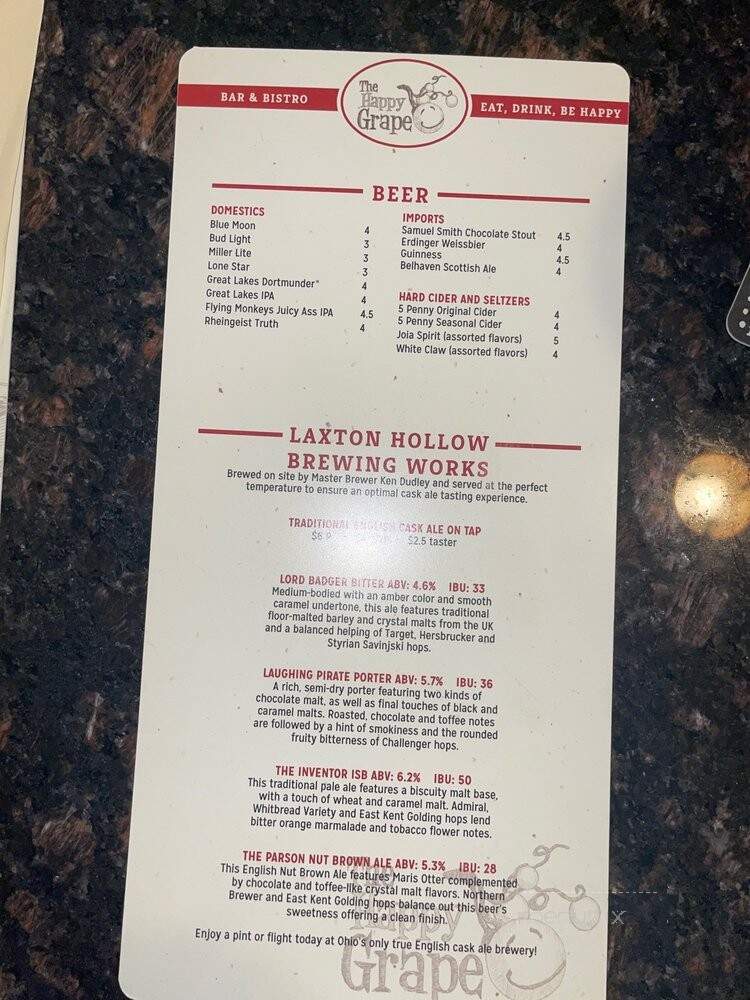 BAR & BISTRO
The
Happy
Grape
EAT, DRINK, BE HAPPY
BEER
DOMESTICS
Blue Moon 4
Bud Light 3
Miller Lite 3
Lone Star 3
Great Lakes Dortmunder* 4
Great Lakes IPA 4
Flying Monkeys Juicy Ass IPA 4.5
Rheingeist Truth 4
IMPORTS
Samuel Smith Chocolate Stout 4.5
Erdinger Weissbier 4
Guinness 4.5
Belhaven Scottish Ale 4
HARD CIDER AND SELTZERS
5 Penny Original Cider 4
5 Penny Seasonal Cider 4
Joia Spirit (assorted flavors) 5
White Claw (assorted flavors) 4
LAXTON HOLLOW
BREWING WORKS
Brewed on site by Master Brewer Ken Dudley and served at the perfect
temperature to ensure an optimal cask ale tasting experience.
TRADITIONAL ENGLISH CASK ALE ON TAP
$2.5 taster
LORD BADGER BITTER ABV: 4.6% IBU: 33
Medium-bodied with an amber color and smooth
caramel undertone, this ale features traditional
floor-malted barley and crystal malts from the UK
and a balanced helping of Target, Hersbrucker and
Styrian Savinjski hops.
LAUGHING PIRATE PORTER ABV: 5.7% IBU: 36
A rich, semi-dry porter featuring two kinds of
chocolate malt, as well as final touches of black and
caramel malts. Roasted, chocolate and toffee notes
are followed by a hint of smokiness and the rounded
fruity bitterness of Challenger hops.
THE INVENTOR ISB ABV: 6.2% IBU: 50
This traditional pale ale features a biscuity malt base,
with a touch of wheat and caramel malt. Admiral,
Whitbread Variety and East Kent Golding hops lend
bitter orange marmalade and tobacco flower notes.
THE PARSON NUT BROWN ALE ABV: 5.3% IBU: 28
This English Nut Brown Ale features Maris Otter complemented
by chocolate and toffee-like crystal malt flavors. Northern
Brewer and East Kent Golding hops balance out this beer's
sweetness offering a clean finish.
Enjoy a pint or flight today at Ohio's only true English cask ale brewery!
The
Happy
Grape